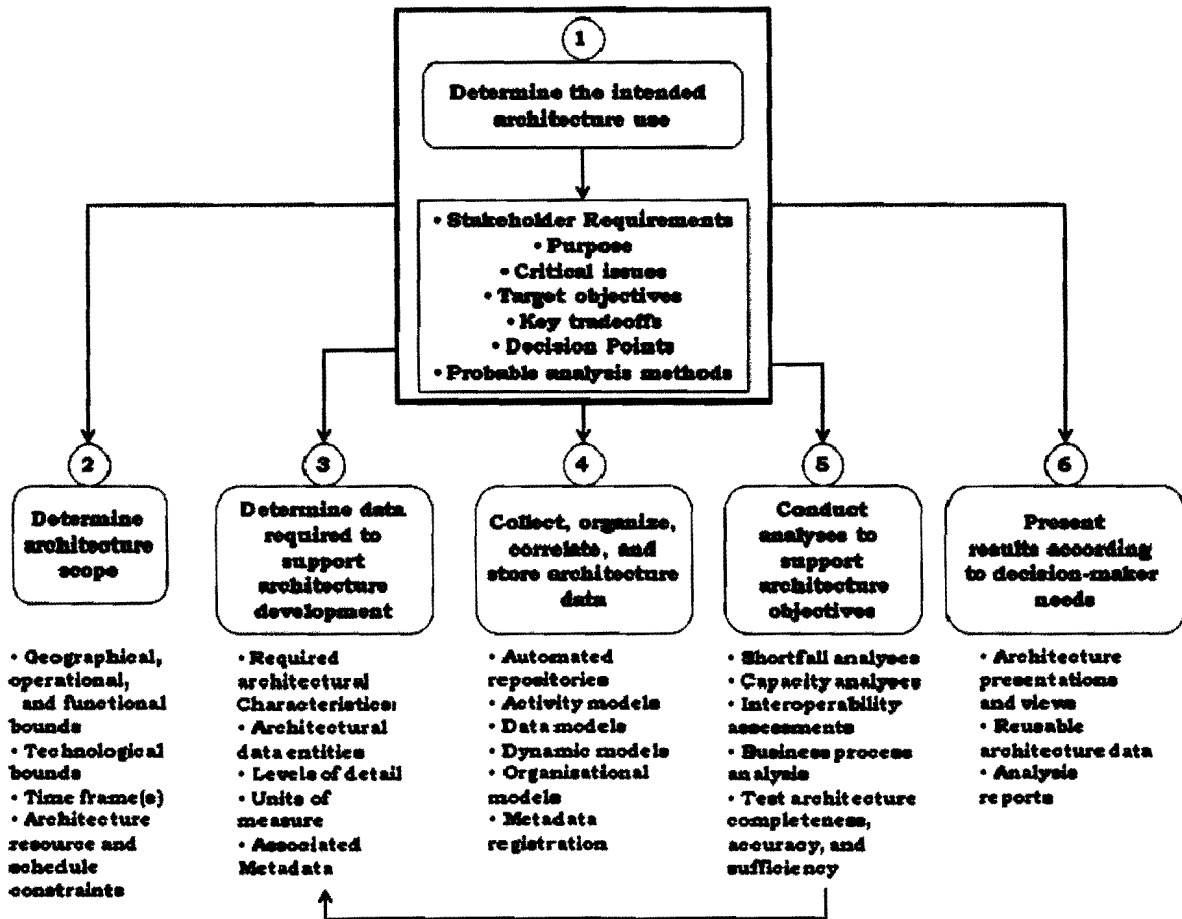 1
Determine the intended
architecture use
• Stakeholder Requirements
• Purpose
• Critical issues
• Target objectives
• Key tradeoffs
• Decision Points
• Probable analysis methods
2
Determine
architecture
scope
• Geographical,
operational,
and functional
bounds
• Technological
bounds
• Time frame(s)
• Architecture
resource and
schedule
constraints
3
Determine data
required to
support
architecture
development
• Required
architectural
Characteristics:
• Architectural
data entities
• Levels of detail
• Units of
measure
• Associated
Metadata
4
Collect, organize,
correlate, and
store architecture
data
• Automated
repositories
• Activity models
• Data models
• Dynamic models
• Organisational
models
• Metadata
registration
5
Conduct
analyses to
support
architecture
objectives
• Shortfall analyses
• Capacity analyses
• Interoperability
assessments
• Business process
analysis
• Test architecture
completeness,
accuracy, and
sufficiency
6
Present
results according
to decision-maker
needs
• Architecture
presentations
and views
• Reusable
architecture data
• Analysis
reports